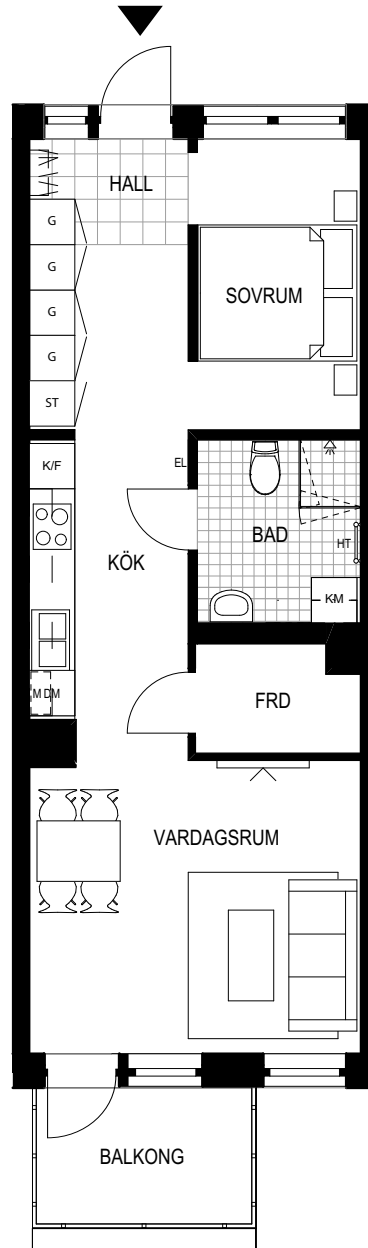 HALL
G
G
SOVRUM
G
G
ST
K/F
EL
BAD
HT
KÖK
KM
M DM
FRD
VARDAGSRUM
BALKONG